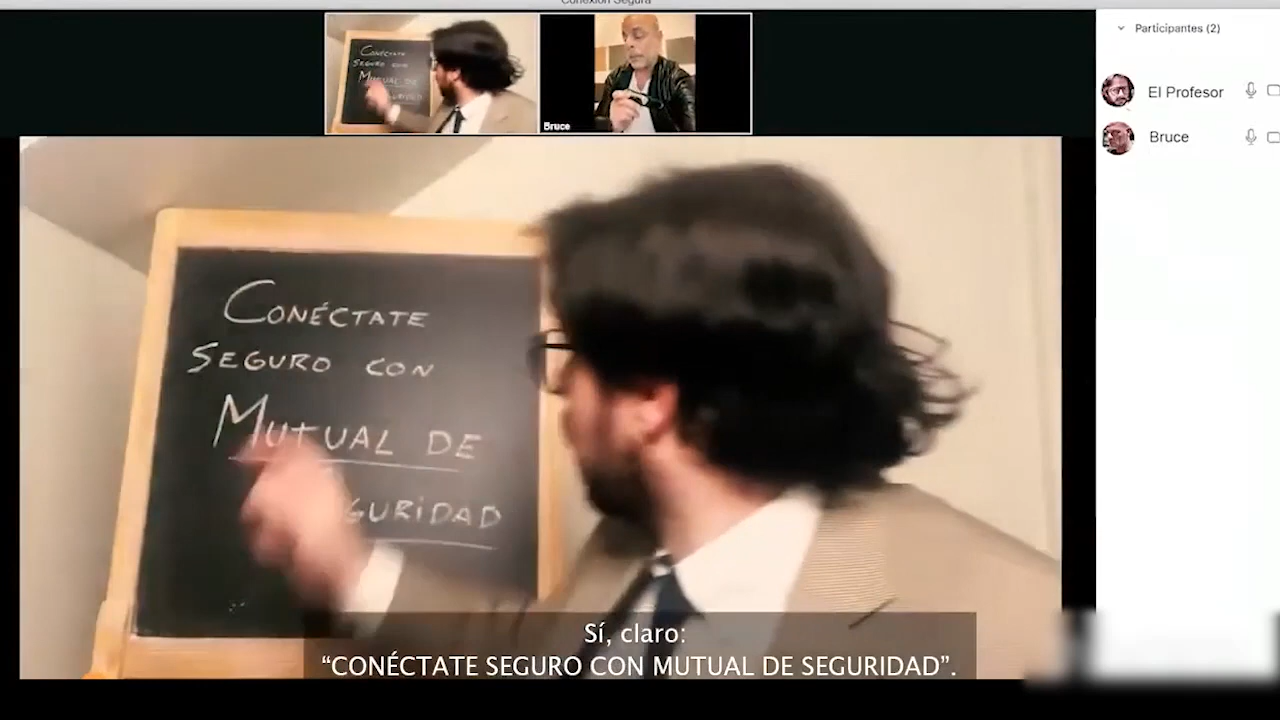 Conexión Segura
Participantes (2)
El Profesor
Bruce
Bruce
CONÉCTATE
SEGURO CON
MUTUAL DE
CONÉCTATE
SEGURO CON
MUTUAL DE
GURIDAD
Sí, claro:
“CONÉCTATE SEGURO CON MUTUAL DE SEGURIDAD”.